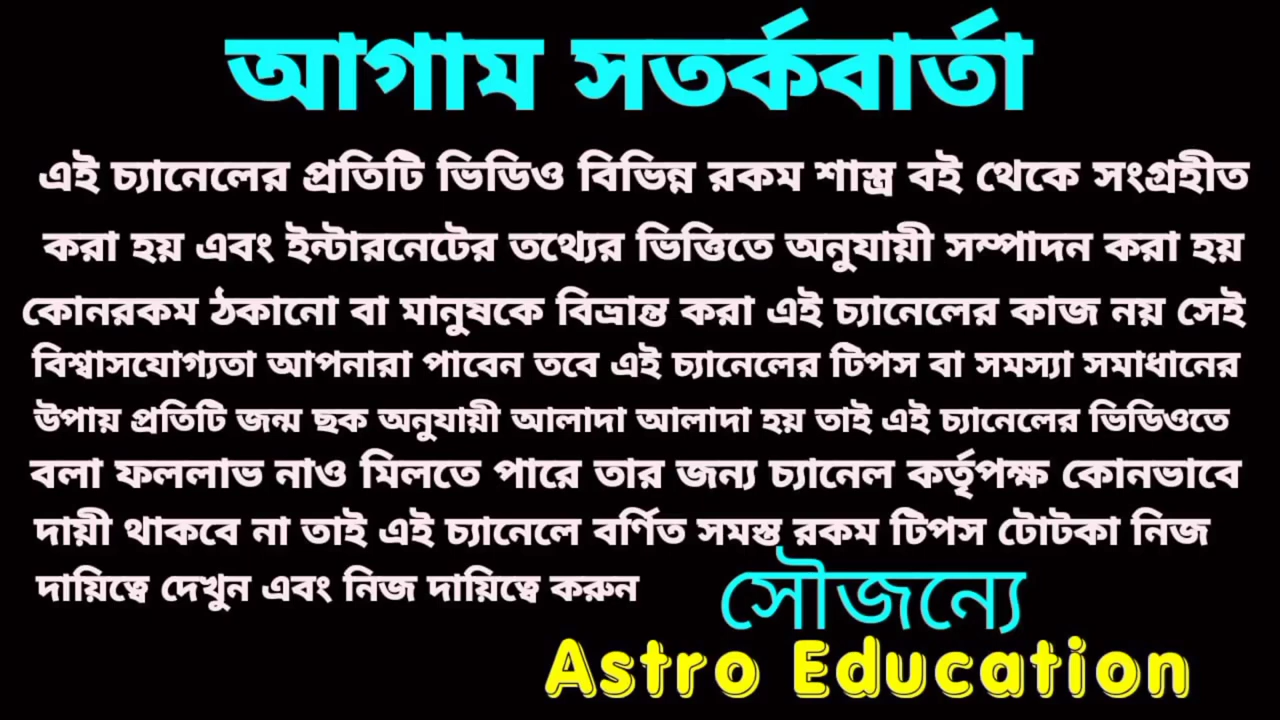 আগাম সতর্কবার্তা
এই চ্যানেলের প্রতিটি ভিডিও বিভিন্ন রকম শাস্ত্র বই থেকে সংগ্রহীত
করা হয় এবং ইন্টারনেটের তথ্যের ভিত্তিতে অনুযায়ী সম্পাদন করা হয়
কোনরকম ঠকানো বা মানুষকে বিভ্রান্ত করা এই চ্যানেলের কাজ নয় সেই
বিশ্বাসযোগ্যতা আপনারা পাবেন তবে এই চ্যানেলের টিপস বা সমস্যা সমাধানের
উপায় প্রতিটি জন্ম ছক অনুযায়ী আলাদা আলাদা হয় তাই এই চ্যানেলের ভিডিওতে
বলা ফললাভ নাও মিলতে পারে তার জন্য চ্যানেল কর্তৃপক্ষ কোনভাবে
দায়ী থাকবে না তাই এই চ্যানেলে বর্ণিত সমস্ত রকম টিপস টোটকা নিজ
দায়িত্বে দেখুন এবং নিজ দায়িত্বে করুন
সৌজন্যে
Astro Education